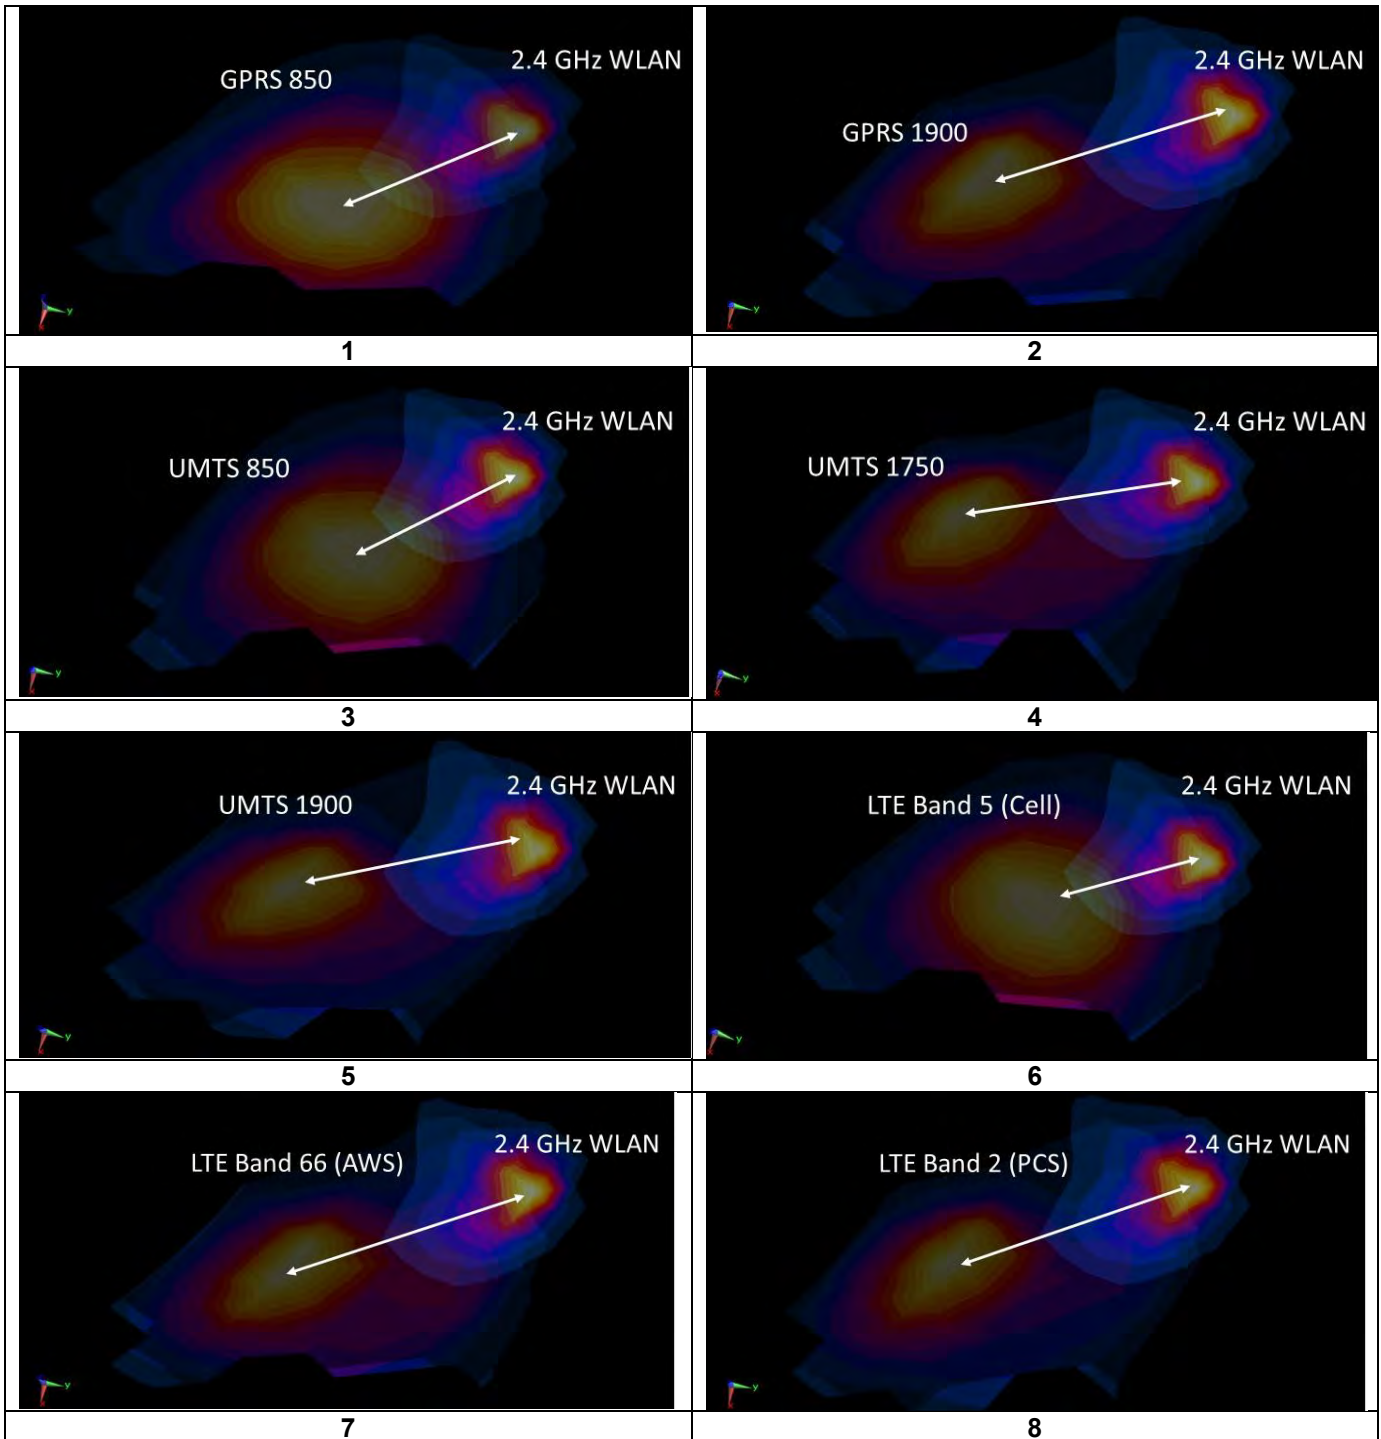 GPRS 850
2.4 GHz WLAN
y
x
1
2.4 GHz WLAN
GPRS 1900
y
x
2
2.4 GHz WLAN
UMTS 850
y
x
3
2.4 GHz WLAN
UMTS 1750
y
x
4
2.4 GHz WLAN
UMTS 1900
y
x
5
2.4 GHz WLAN
LTE Band 5 (Cell)
y
x
6
2.4 GHz WLAN
LTE Band 66 (AWS)
y
x
7
2.4 GHz WLAN
LTE Band 2 (PCS)
y
x
8